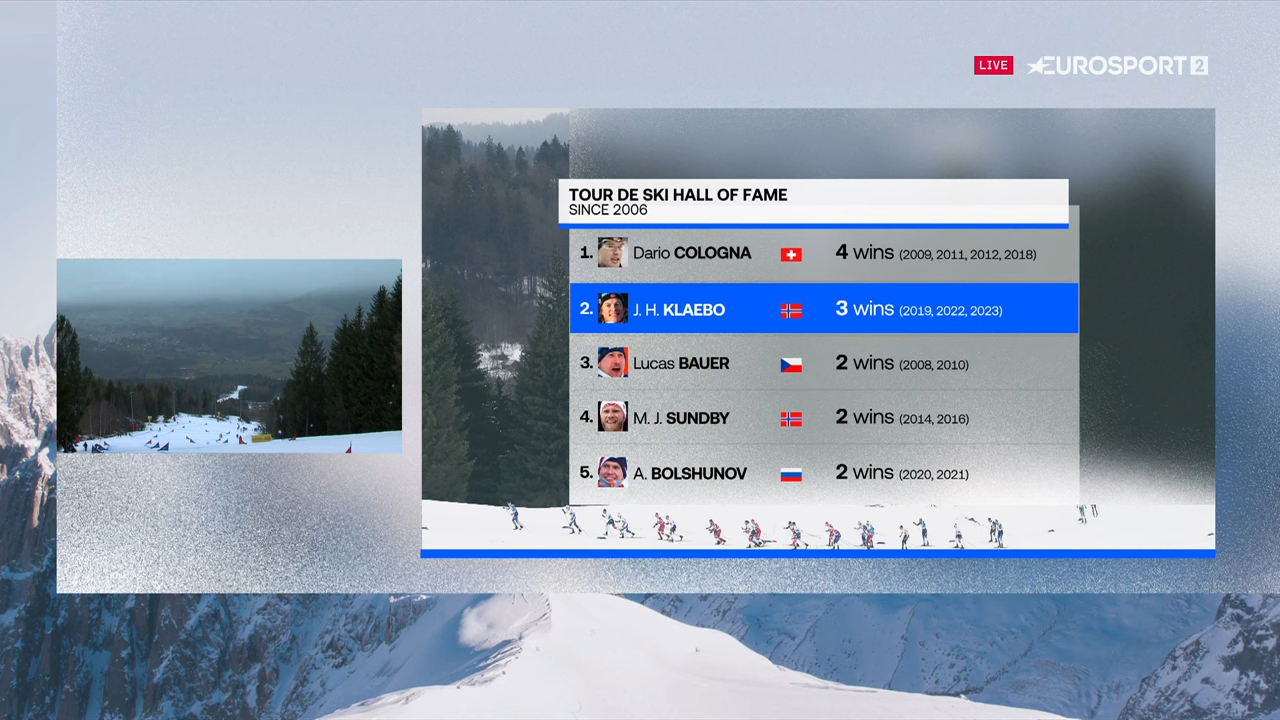 LIVE EUROSPORT 2
TOUR DE SKI HALL OF FAME
SINCE 2006
1. Dario COLOGNA 4 wins (2009, 2011, 2012, 2018)
2. J. H. KLAEBO 3 wins (2019, 2022, 2023)
3. Lucas BAUER 2 wins (2008, 2010)
4. M. J. SUNDBY 2 wins (2014, 2016)
5. A. BOLSHUNOV 2 wins (2020, 2021)